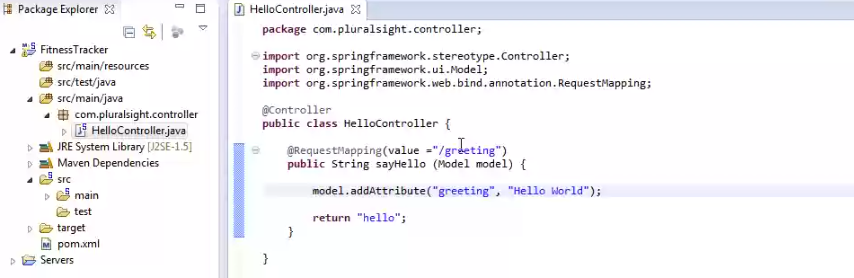 Package Explorer
FitnessTracker
src/main/resources
src/test/java
src/main/java
com.pluralsight.controller
HelloController.java
JRE System Library [J2SE-1.5]
Maven Dependencies
src
main
test
target
pom.xml
Servers
HelloController.java
package com.pluralsight.controller;
import org.springframework.stereotype.Controller;
import org.springframework.ui.Model;
import org.springframework.web.bind.annotation.RequestMapping;
@Controller
public class HelloController {
@RequestMapping(value ="/greeting")
public String sayHello (Model model) {
model.addAttribute("greeting", "Hello World");
return "hello";
}
}